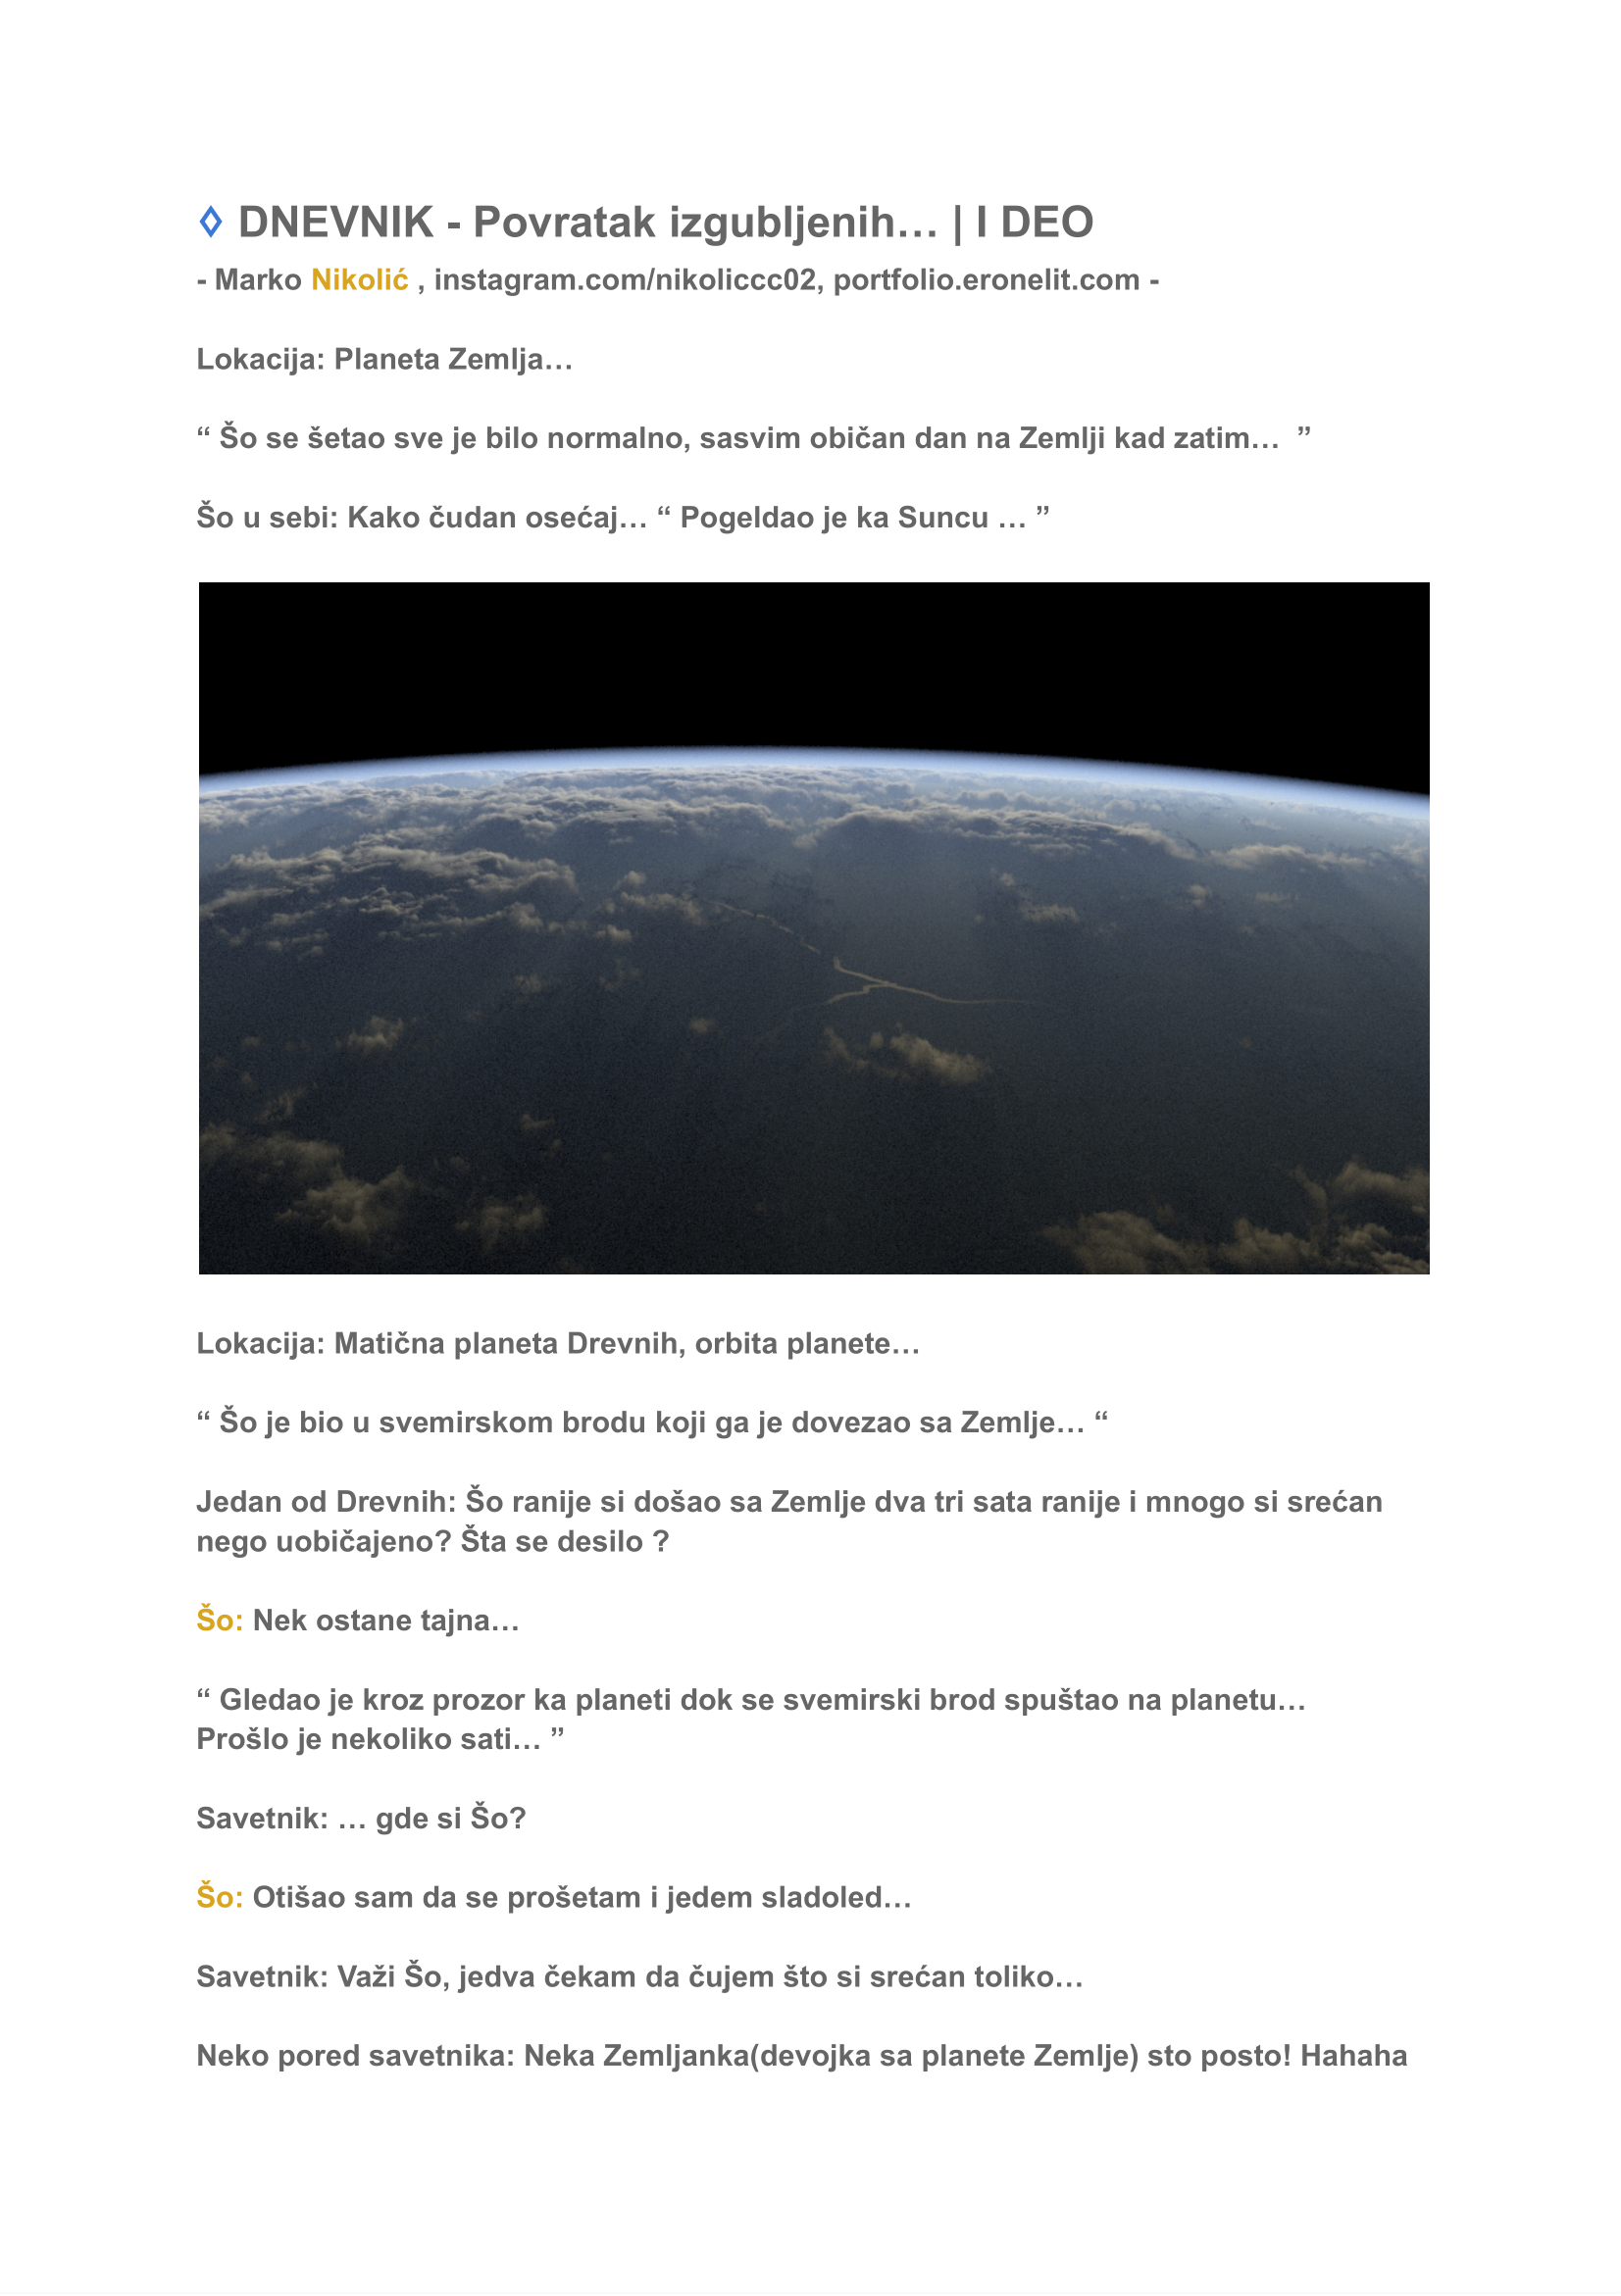 ◊ DNEVNIK - Povratak izgubljenih… | I DEO
- Marko Nikolić , instagram.com/nikoliccc02, portfolio.eronelit.com -
Lokacija: Planeta Zemlja…
“ Šo se šetao sve je bilo normalno, sasvim običan dan na Zemlji kad zatim…  ”
Šo u sebi: Kako čudan osećaj… “ Pogeldao je ka Suncu … ”
Lokacija: Matična planeta Drevnih, orbita planete…
“ Šo je bio u svemirskom brodu koji ga je dovezao sa Zemlje… “
Jedan od Drevnih: Šo ranije si došao sa Zemlje dva tri sata ranije i mnogo si srećan
nego uobičajeno? Šta se desilo ?
Šo: Nek ostane tajna…
“ Gledao je kroz prozor ka planeti dok se svemirski brod spuštao na planetu…
Prošlo je nekoliko sati… ”
Savetnik: … gde si Šo?
Šo: Otišao sam da se prošetam i jedem sladoled…
Savetnik: Važi Šo, jedva čekam da čujem što si srećan toliko…
Neko pored savetnika: Neka Zemljanka(devojka sa planete Zemlje) sto posto! Hahaha